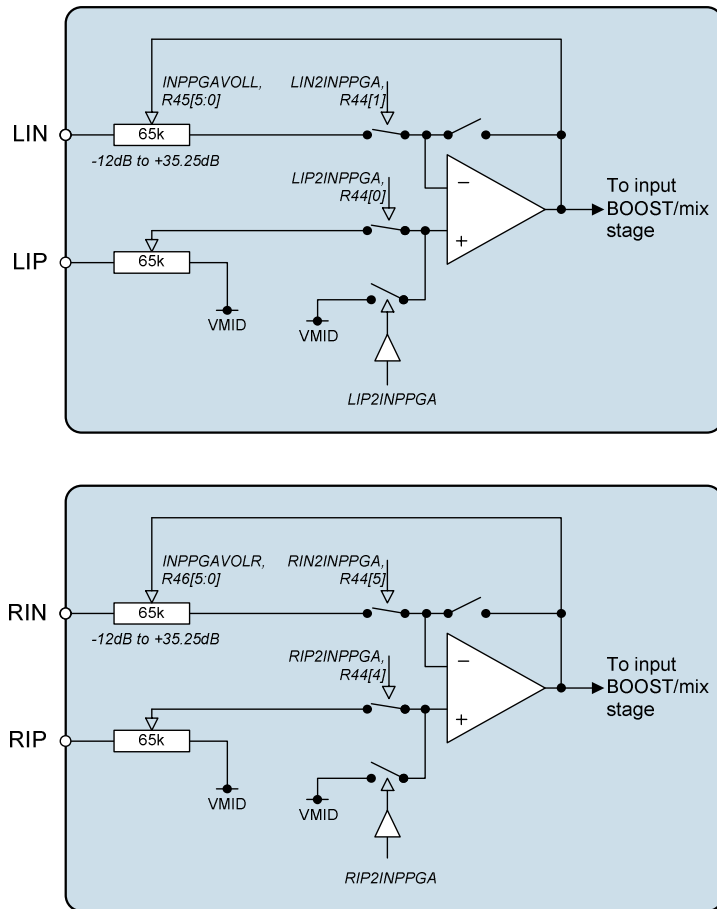 INPPGAVOLL,
R45[5:0]
LIN2INPPGA,
R44[1]
LIN
65k
-12dB to +35.25dB
LIP2INPPGA,
R44[0]
−
+
To input
BOOST/mix
stage
LIP
65k
VMID
VMID
LIP2INPPGA
INPPGAVOLR,
R46[5:0]
RIN2INPPGA,
R44[5]
RIN
65k
-12dB to +35.25dB
RIP2INPPGA,
R44[4]
−
+
To input
BOOST/mix
stage
RIP
65k
VMID
VMID
RIP2INPPGA